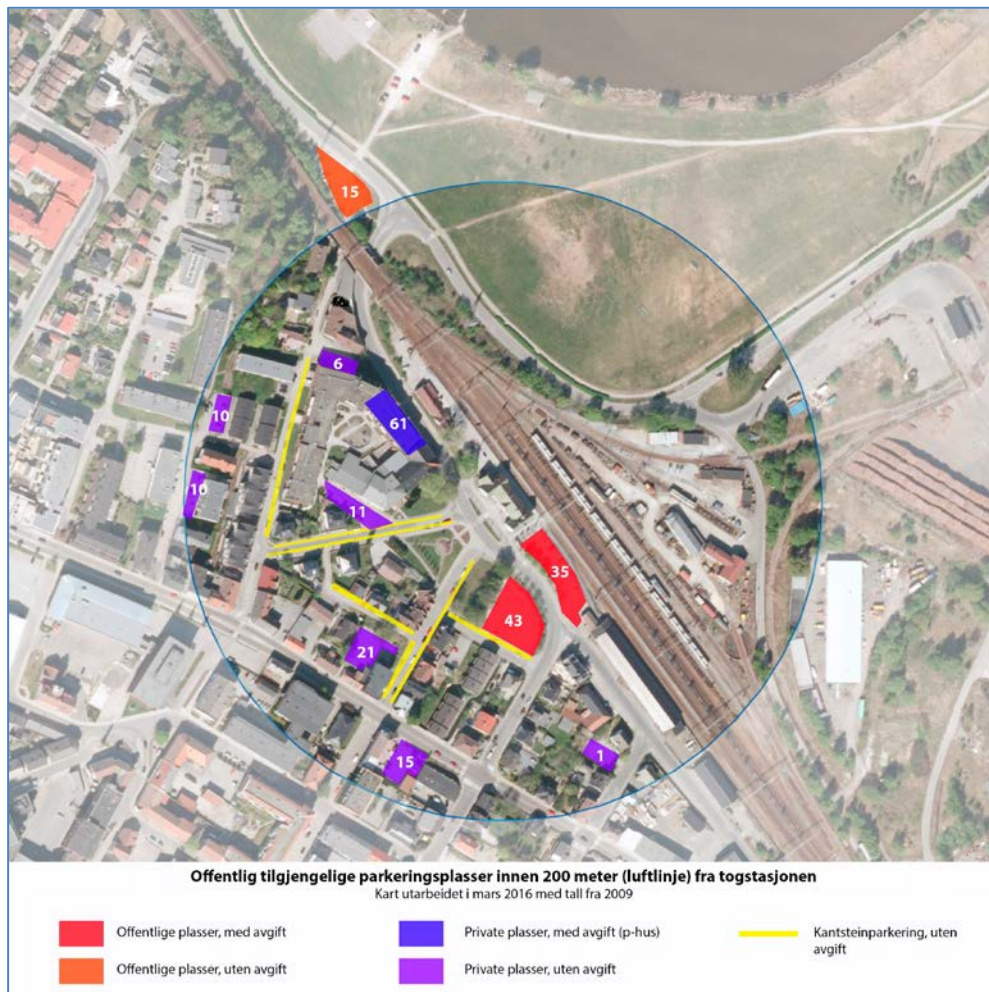 15
6
61
10
10
11
35
43
21
15
1
Offentlig tilgjengelige parkeringsplasser innen 200 meter (luftlinje) fra togstasjonen
Kart utarbeidet i mars 2016 med tall fra 2009
Offentlige plasser, med avgift
Private plasser, med avgift (p-hus)
Kantsteinparkering, uten
avgift
Offentlige plasser, uten avgift
Private plasser, uten avgift